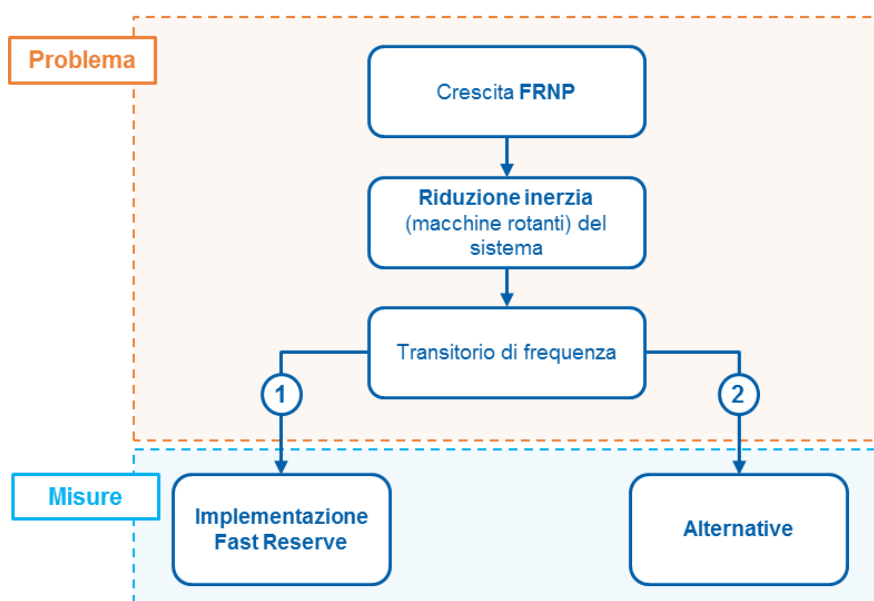 Problema
Crescita FRNP
Riduzione inerzia
(macchine rotanti) del
sistema
Transitorio di frequenza
1
2
Misure
Implementazione
Fast Reserve
Alternative